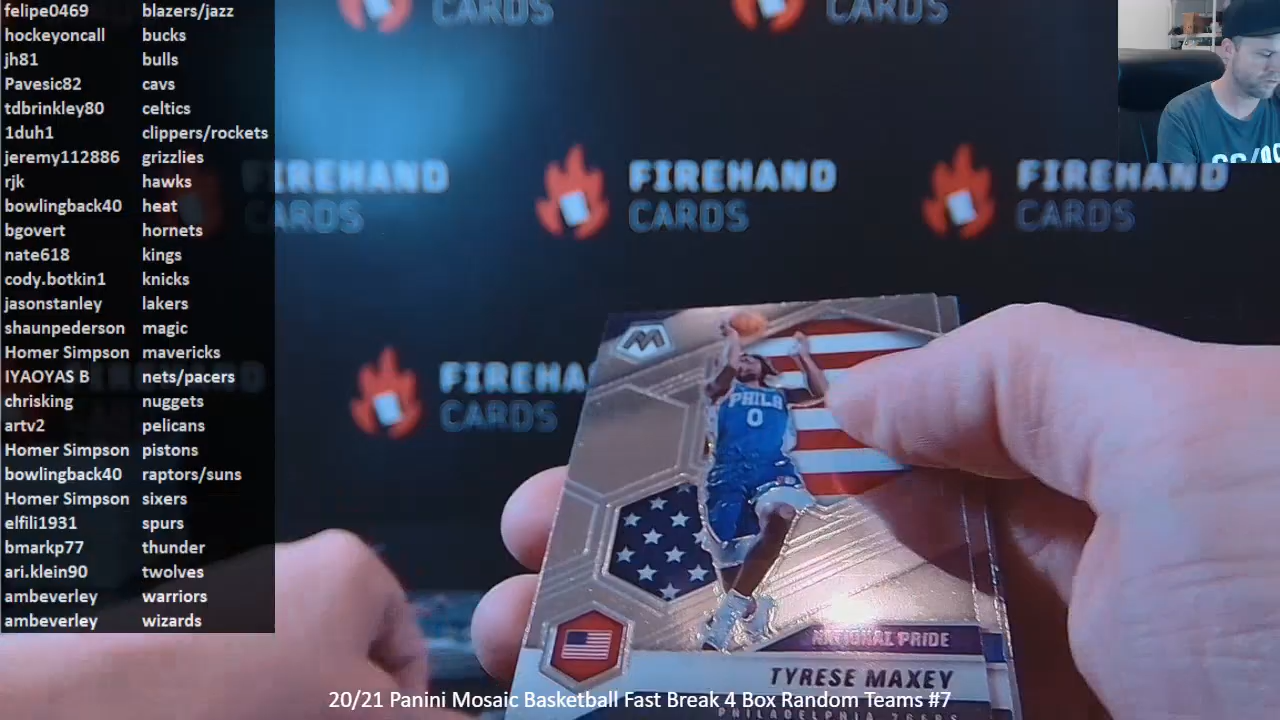 felipe0469 blazers/jazz
hockeyoncall bucks
jh81 bulls
Pavesic82 cavs
tdbrinkley80 celtics
1duh1 clippers/rockets
jeremy112886 grizzlies
rjk hawks
bowlingback40 heat
bgovert hornets
nate618 kings
cody.botkin1 knicks
jasonstanley lakers
shaunpederson magic
Homer Simpson mavericks
IYAOYAS B nets/pacers
chrisking nuggets
artv2 pelicans
Homer Simpson pistons
bowlingback40 raptors/suns
Homer Simpson sixers
elfili1931 spurs
bmarkp77 thunder
ari.klein90 twolves
ambeverley warriors
ambeverley wizards
CARDS
CARDS
FIREHAND
CARDS
FIREHAND
CARDS
FIREHAND
CARDS
FIREHA
CARDS
M
PHILA
0
NATIONAL PRIDE
TYRESE MAXEY
PHILADELPHIA 76ERS
20/21 Panini Mosaic Basketball Fast Break 4 Box Random Teams #7